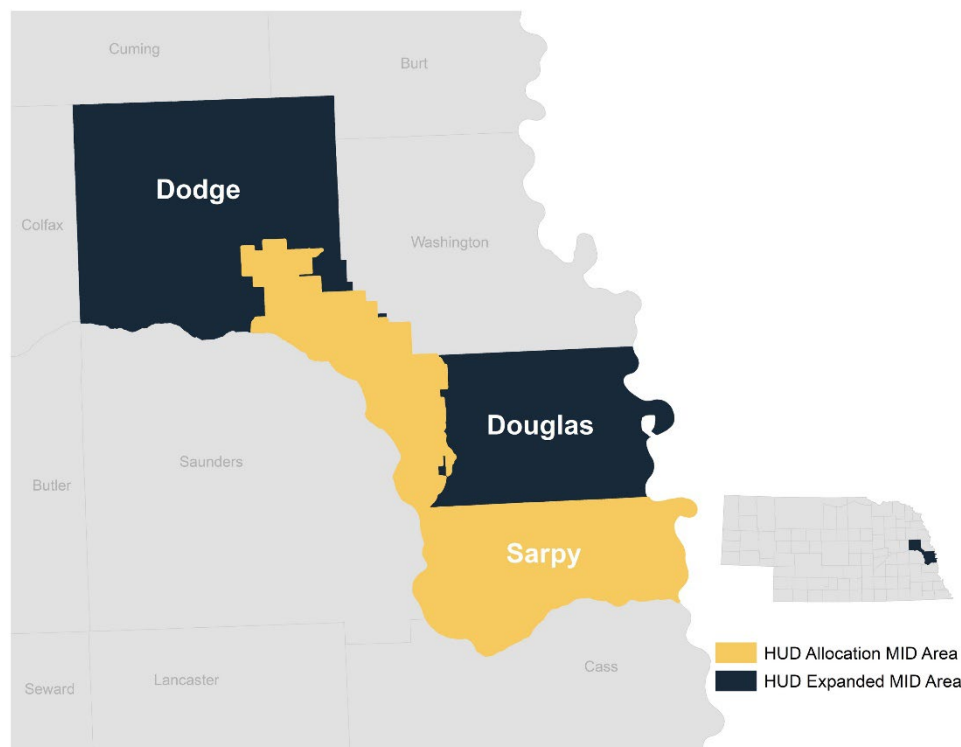 Cuming
Burt
Dodge
Colfax
Washington
Douglas
Saunders
Butler
Sarpy
HUD Allocation MID Area
HUD Expanded MID Area
Cass
Lancaster
Seward